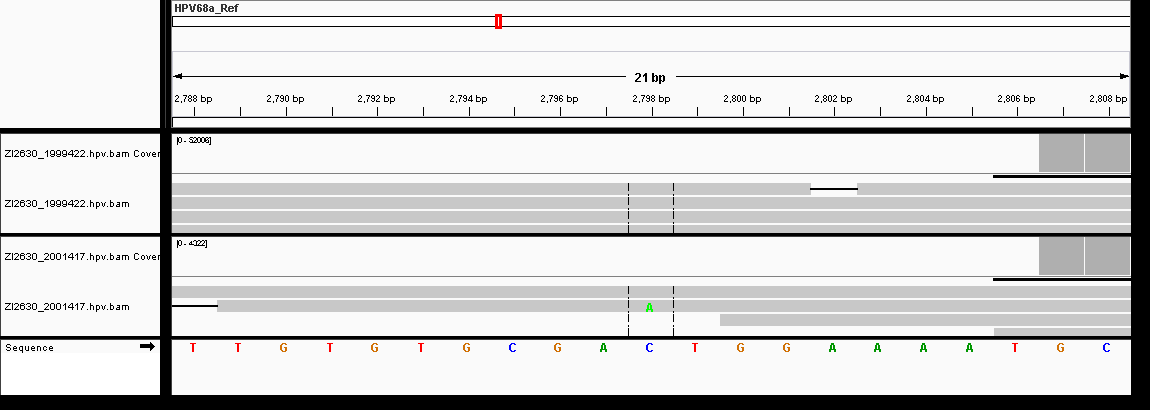 HPV68a_Ref
21 bp
2,788 bp 2,790 bp 2,792 bp 2,794 bp 2,796 bp 2,798 bp 2,800 bp 2,802 bp 2,804 bp 2,806 bp 2,808 bp
[0 - 52006]
ZI2630_1999422.hpv.bam Cover
ZI2630_1999422.hpv.bam
[0 - 4322]
ZI2630_2001417.hpv.bam Cover
ZI2630_2001417.hpv.bam
A
Sequence T T G T G T G C G A C T G G A A A A T G C